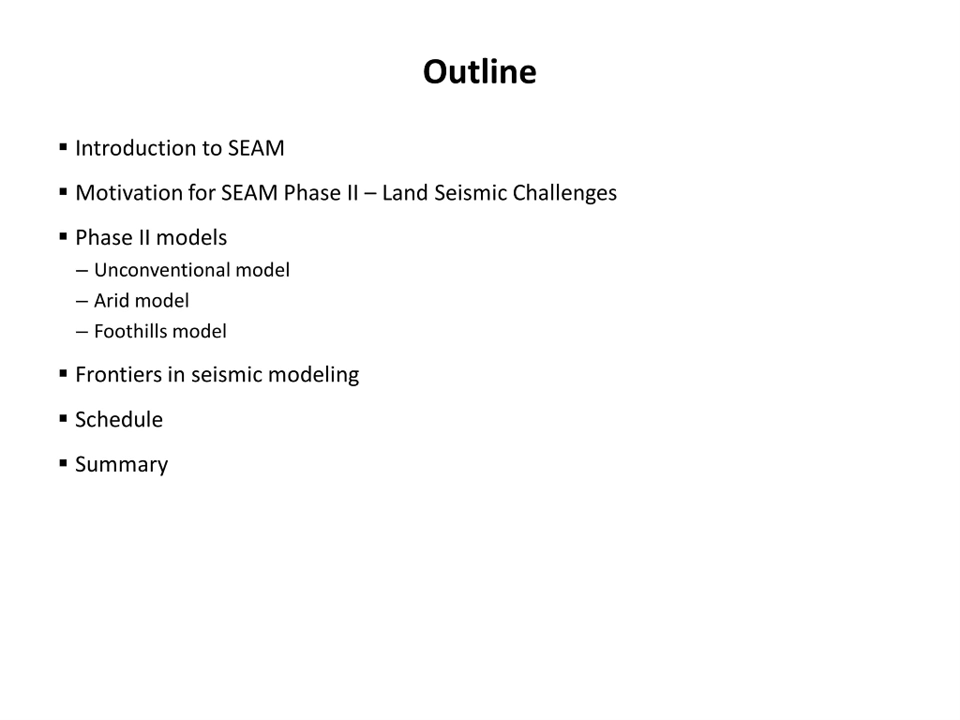 Outline
▪ Introduction to SEAM
▪ Motivation for SEAM Phase II – Land Seismic Challenges
▪ Phase II models
– Unconventional model
– Arid model
– Foothills model
▪ Frontiers in seismic modeling
▪ Schedule
▪ Summary